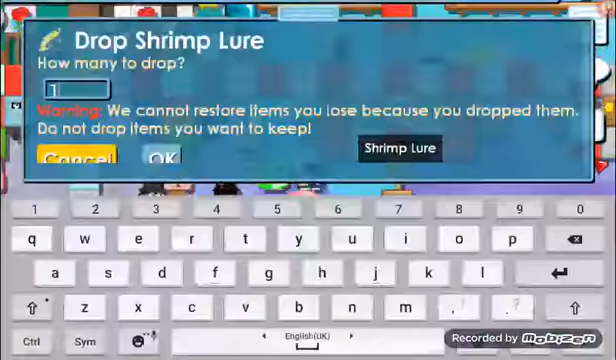 Drop Shrimp Lure
How many to drop?
1
Warning: We cannot restore items you lose because you dropped them.
Do not drop items you want to keep!
Shrimp Lure
Cancel OK
1 2 3 4 5 6 7 8 9 0
q w e r t y u i o p
a s d f g h j k l
z x c v b n m , . ?
Ctrl Sym English(UK)
Recorded by Mobizen